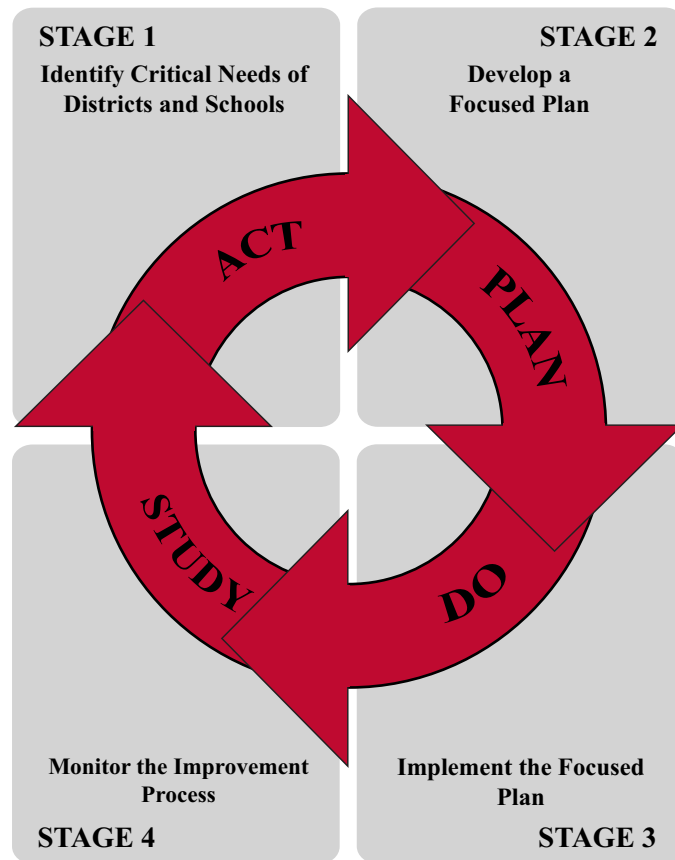 STAGE 1
Identify Critical Needs of
Districts and Schools
STAGE 2
Develop a
Focused Plan
ACT
PLAN
STUDY
DO
Monitor the Improvement
Process
STAGE 4
Implement the Focused
Plan
STAGE 3